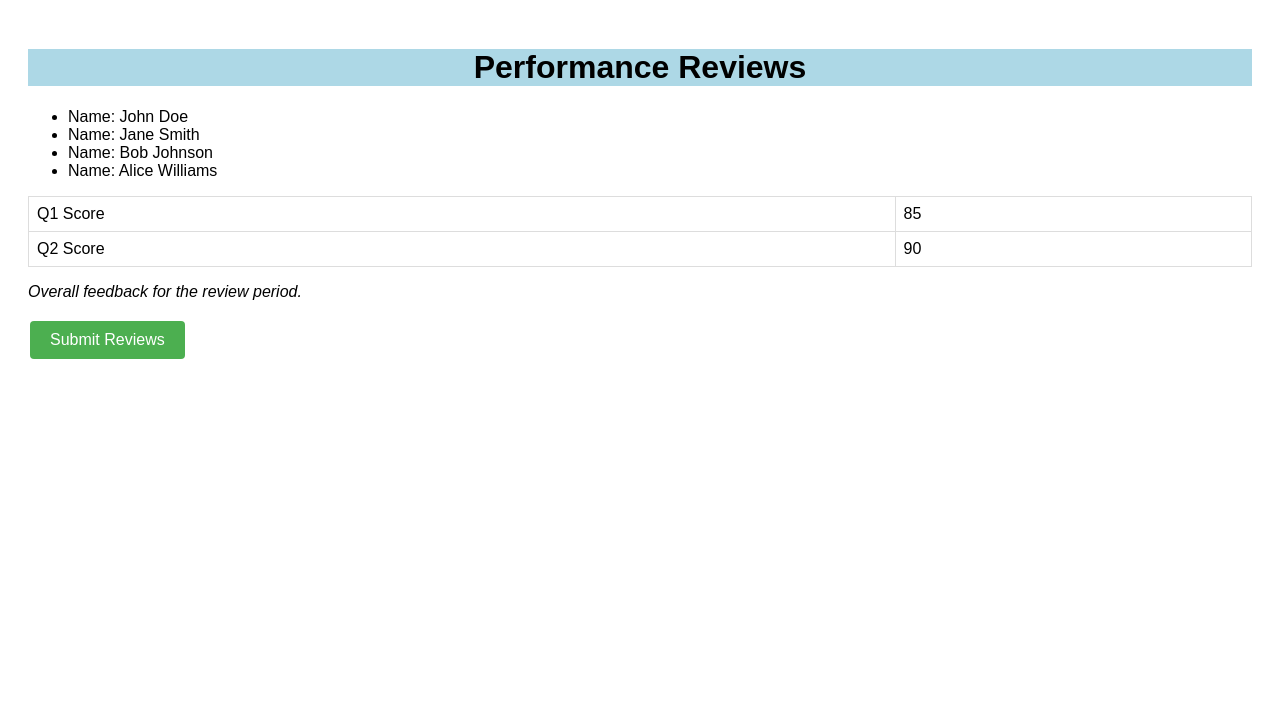 Performance Reviews
Name: John Doe
Name: Jane Smith
Name: Bob Johnson
Name: Alice Williams
Q1 Score 85
Q2 Score 90
Overall feedback for the review period.
Submit Reviews